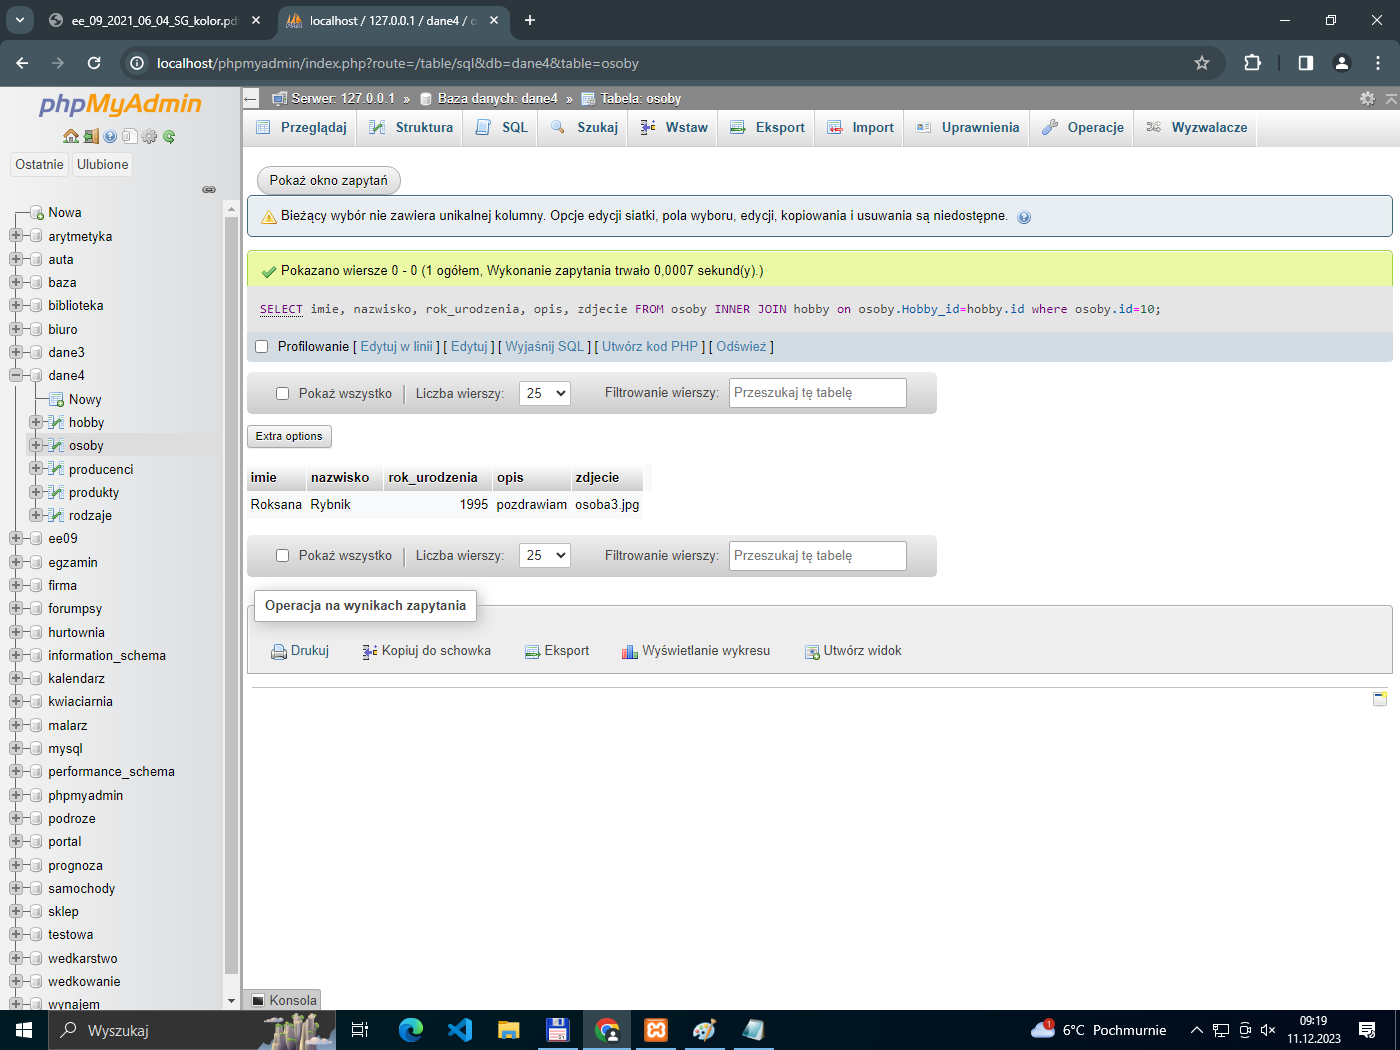 ee_09_2021_06_04_SG_kolor.pdf
localhost / 127.0.0.1 / dane4 / o
localhost/phpmyadmin/index.php?route=/table/sql&db=dane4&table=osoby
phpMyAdmin
Ostatnie Ulubione
Nowa
arytmetyka
auta
baza
biblioteka
biuro
dane3
dane4
Nowy
hobby
osoby
producenci
produkty
rodzaje
ee09
egzamin
firma
forumpsy
hurtownia
information_schema
kalendarz
kwiaciarnia
malarz
mysql
performance_schema
phpmyadmin
podroze
portal
prognoza
samochody
sklep
testowa
wedkarstwo
wedkowanie
wynajem
Serwer: 127.0.0.1 » Baza danych: dane4 » Tabela: osoby
Przeglądaj Struktura SQL Szukaj Wstaw Eksport Import Uprawnienia Operacje Wyzwalacze
Pokaż okno zapytań
Bieżący wybór nie zawiera unikalnej kolumny. Opcje edycji siatki, pola wyboru, edycji, kopiowania i usuwania są niedostępne.
Pokazano wiersze 0 - 0 (1 ogółem, Wykonanie zapytania trwało 0,0007 sekund(y).)
SELECT imie, nazwisko, rok_urodzenia, opis, zdjecie FROM osoby INNER JOIN hobby on osoby.Hobby_id=hobby.id where osoby.id=10;
Profilowanie [ Edytuj w linii ] [ Edytuj ] [ Wyjaśnij SQL ] [ Utwórz kod PHP ] [ Odśwież ]
Pokaż wszystko | Liczba wierszy: 25 Filtrowanie wierszy: Przeszukaj tę tabelę
Extra options
imie nazwisko rok_urodzenia opis zdjecie
Roksana Rybnik 1995 pozdrawiam osoba3.jpg
Pokaż wszystko | Liczba wierszy: 25 Filtrowanie wierszy: Przeszukaj tę tabelę
Operacja na wynikach zapytania
Drukuj Kopiuj do schowka Eksport Wyświetlanie wykresu Utwórz widok
Konsola
Wyszukaj
1
6°C Pochmurnie
09:19
11.12.2023